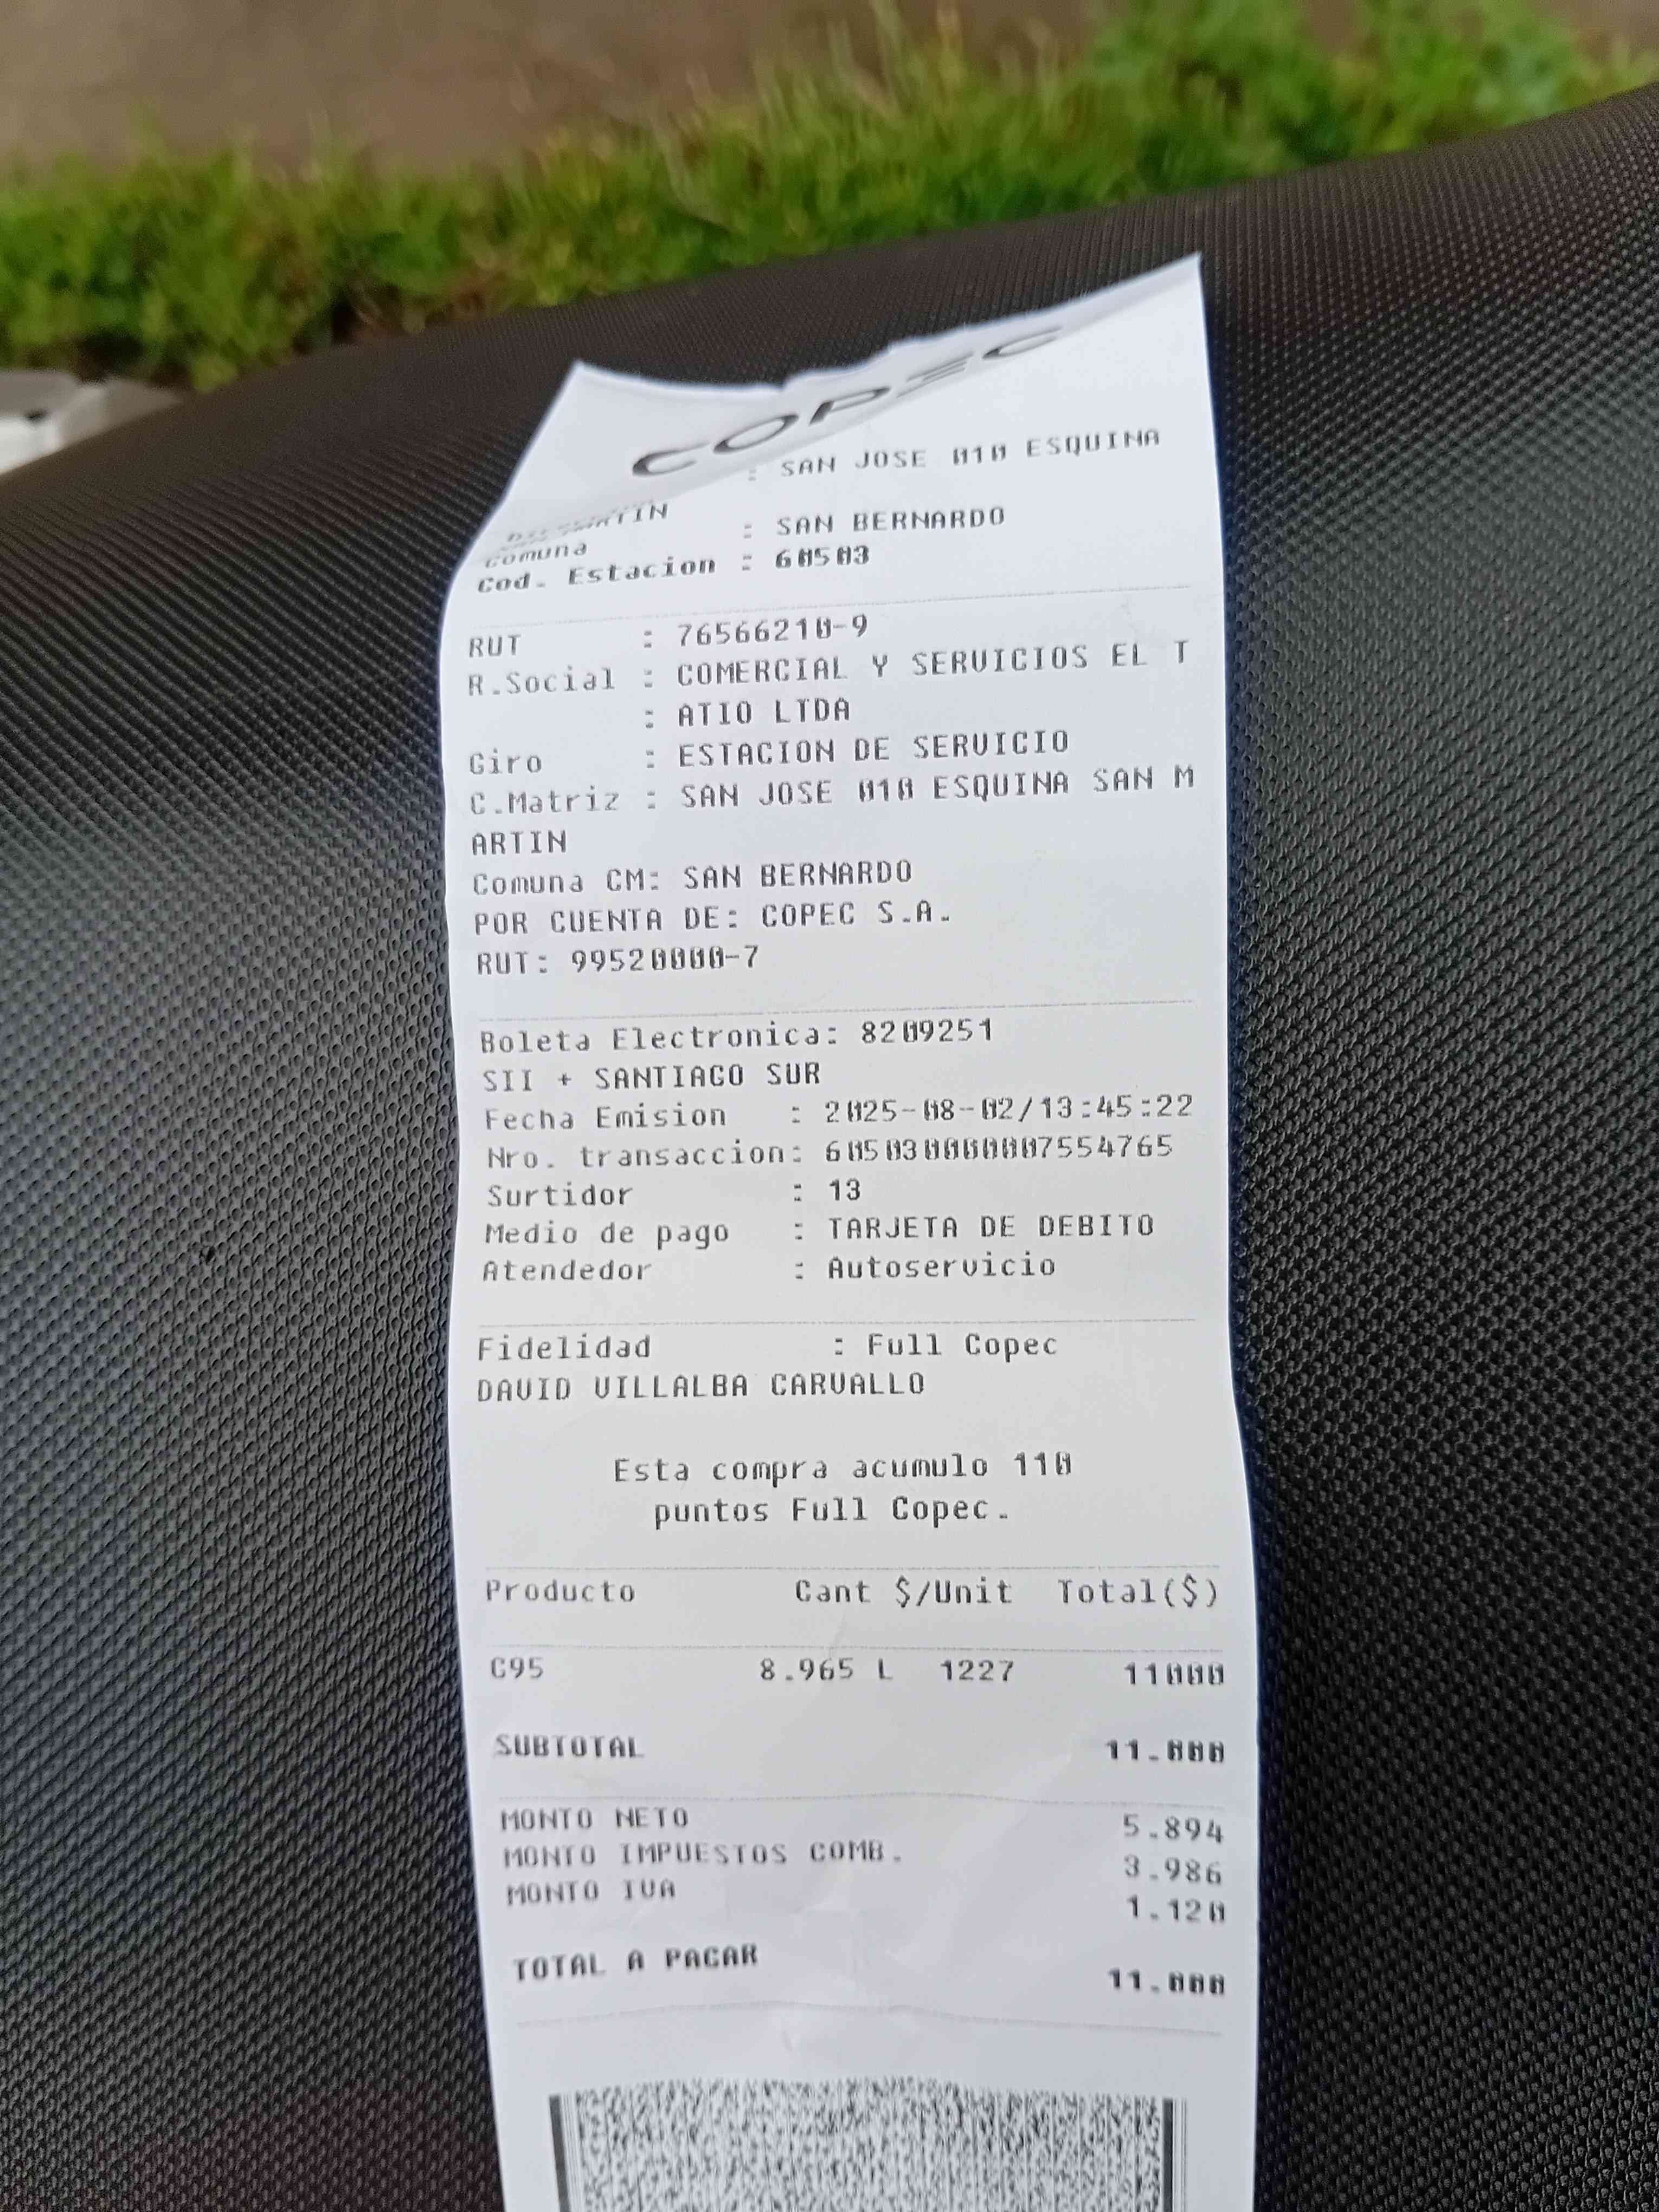 COPEC
: SAN JOSE 010 ESQUINA
MARTIN
Comuna : SAN BERNARDO
Cod. Estacion : 60503
RUT : 76566210-9
R.Social : COMERCIAL Y SERVICIOS EL T
: ATIO LTDA
Giro : ESTACION DE SERVICIO
C.Matriz : SAN JOSE 010 ESQUINA SAN M
ARTIN
Comuna CM: SAN BERNARDO
POR CUENTA DE: COPEC S.A.
RUT: 99520000-7
Boleta Electronica: 8209251
SII + SANTIAGO SUR
Fecha Emision : 2025-08-02/13:45:22
Nro. transaccion: 605030000007554765
Surtidor : 13
Medio de pago : TARJETA DE DEBITO
Atendedor : Autoservicio
Fidelidad : Full Copec
DAVID VILLALBA CARVALLO
Esta compra acumulo 110
puntos Full Copec.
Producto Cant $/Unit Total($)
G95 8.965 L 1227 11000
SUBTOTAL 11.000
MONTO NETO 5.894
MONTO IMPUESTOS COMB. 3.986
MONTO IVA 1.120
TOTAL A PAGAR 11.000